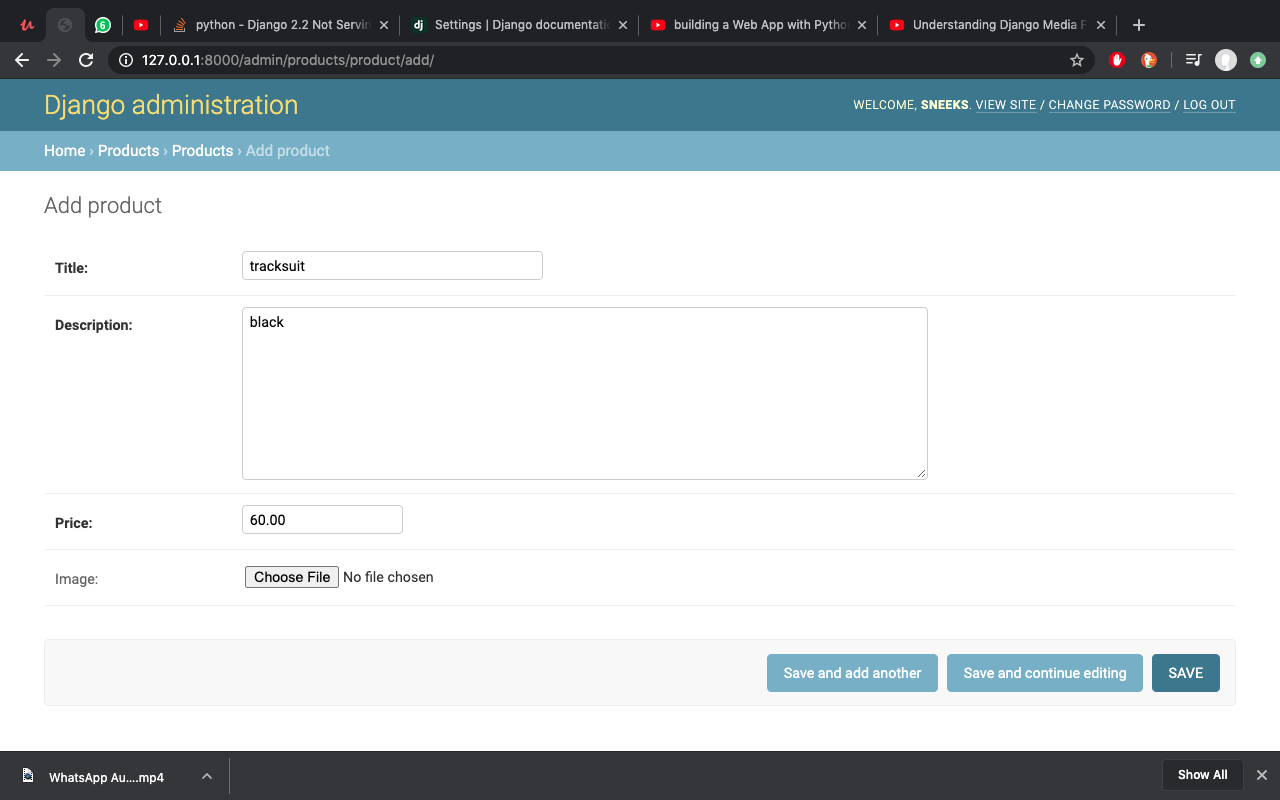 6
python - Django 2.2 Not Servin
Settings | Django documentati
building a Web App with Pytho
Understanding Django Media F
127.0.0.1:8000/admin/products/product/add/
Django administration
WELCOME, SNEEKS. VIEW SITE / CHANGE PASSWORD / LOG OUT
Home › Products › Products › Add product
Add product
Title: tracksuit
Description: black
Price: 60.00
Image: Choose File No file chosen
Save and add another Save and continue editing SAVE
WhatsApp Au....mp4
Show All